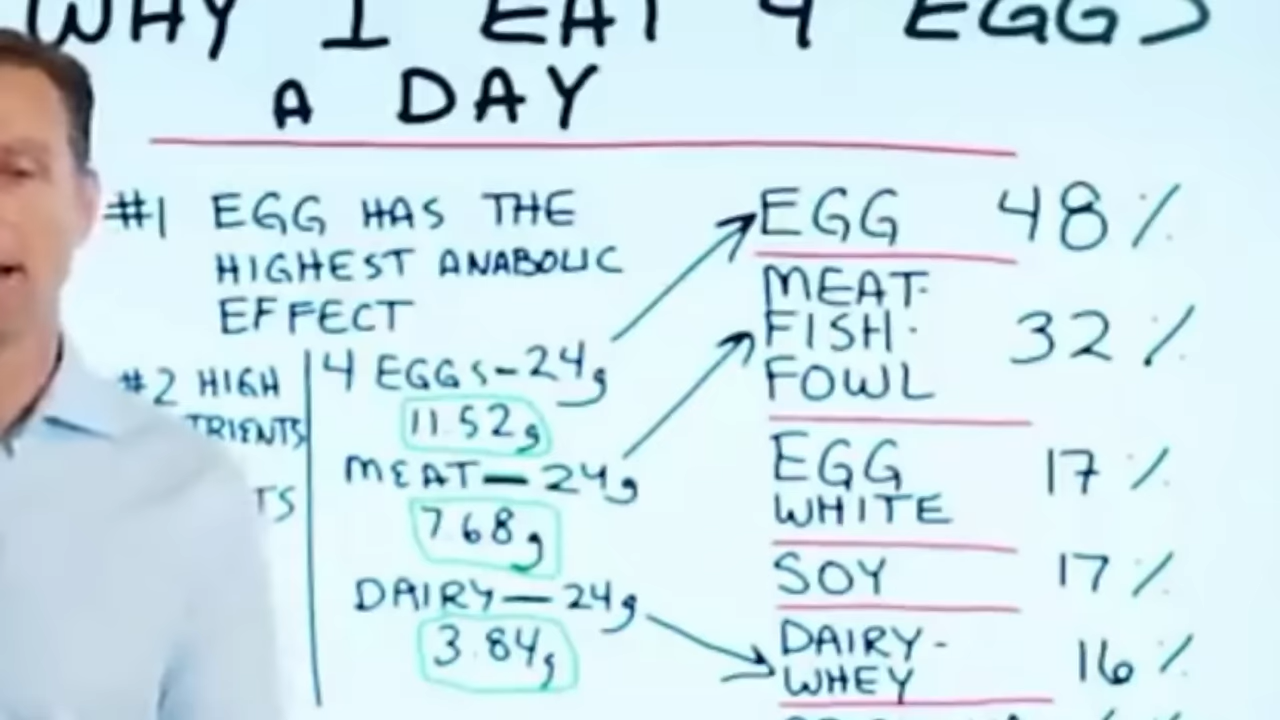 WHY I EAT 4 EGGS
A DAY
#1 EGG HAS THE
HIGHEST ANABOLIC
EFFECT
#2 HIGH
TRIENTS
TS
4 EGGS-24g
11.52g
MEAT-24g
7.68g
DAIRY-24g
3.84g
EGG 48%
MEAT-
FISH- 32%
FOWL
EGG 17%
WHITE
SOY 17%
DAIRY- 16%
WHEY